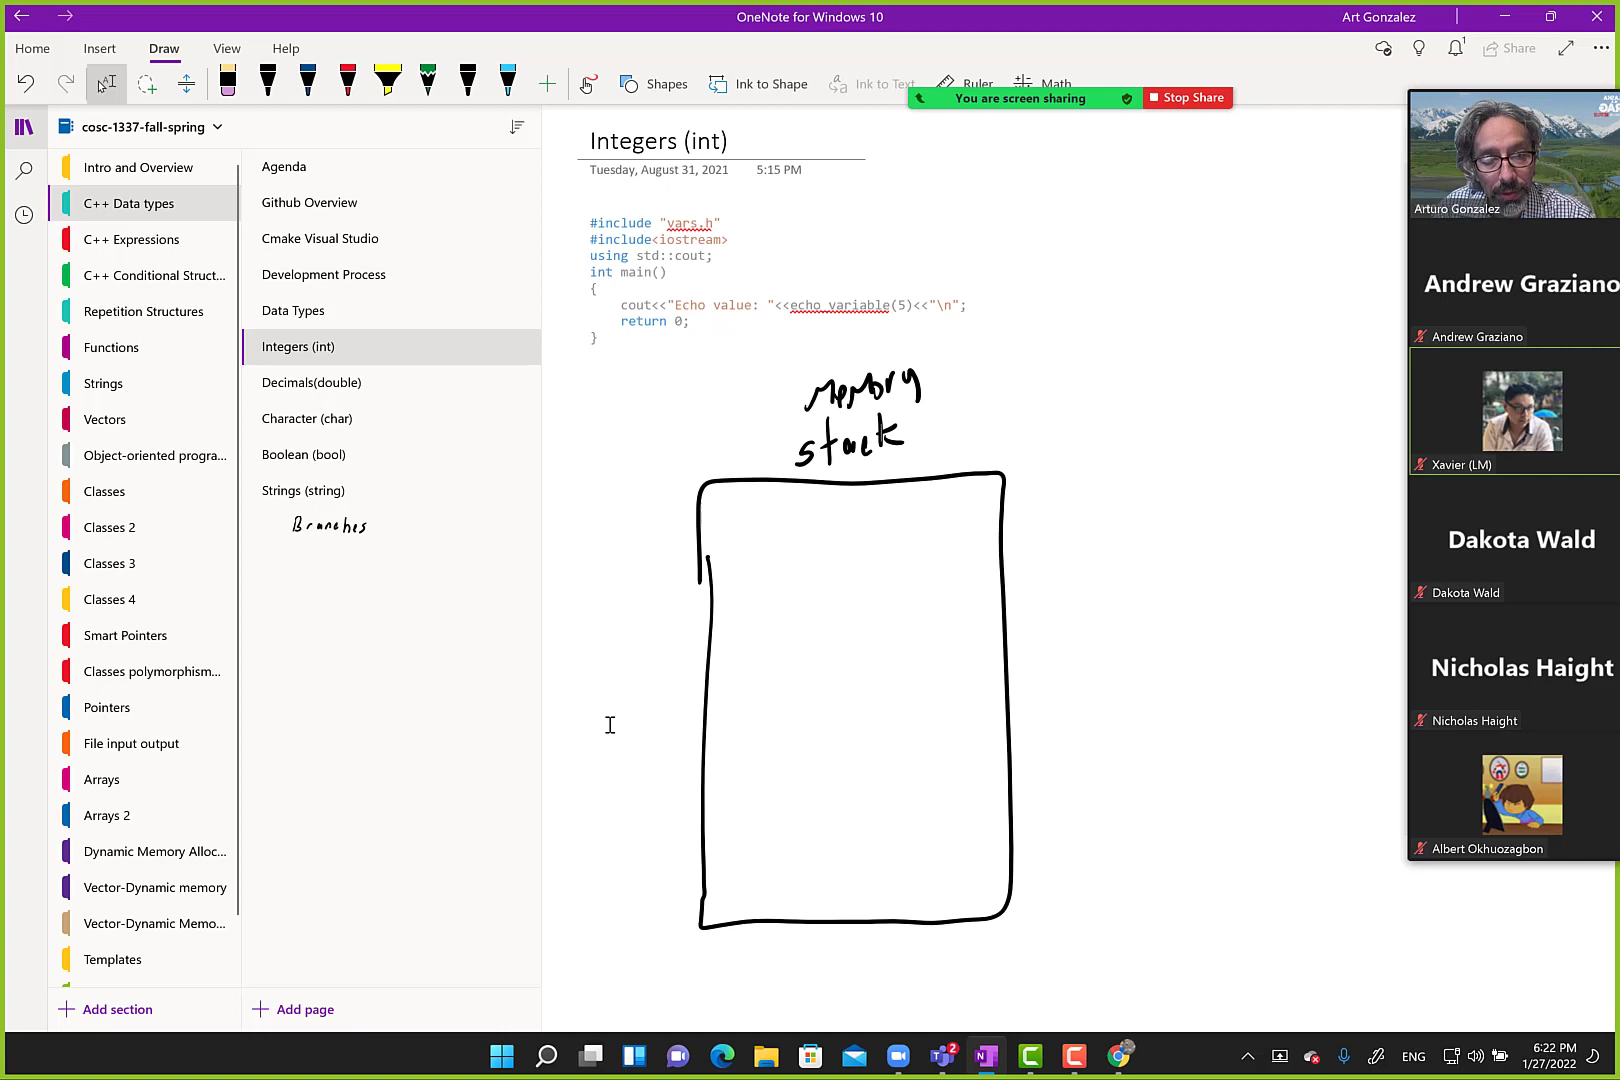 OneNote for Windows 10
Art Gonzalez
Home Insert Draw View Help
1
Share
Shapes
Ink to Shape
Ink to Text
Ruler
Math
You are screen sharing
Stop Share
cosc-1337-fall-spring
Intro and Overview
C++ Data types
C++ Expressions
C++ Conditional Struct...
Repetition Structures
Functions
Strings
Vectors
Object-oriented progra...
Classes
Classes 2
Classes 3
Classes 4
Smart Pointers
Classes polymorphism...
Pointers
File input output
Arrays
Arrays 2
Dynamic Memory Alloc...
Vector-Dynamic memory
Vector-Dynamic Memo...
Templates
Add section
Agenda
Github Overview
Cmake Visual Studio
Development Process
Data Types
Integers (int)
Decimals(double)
Character (char)
Boolean (bool)
Strings (string)
Branches
Add page
Integers (int)
Tuesday, August 31, 2021 5:15 PM
#include "vars.h"
#include<iostream>
using std::cout;
int main()
{
cout<<"Echo value: "<<echo_variable(5)<<"\n";
return 0;
}
Memory
stack
Arturo Gonzalez
Andrew Graziano
Andrew Graziano
Xavier (LM)
Dakota Wald
Dakota Wald
Nicholas Haight
Nicholas Haight
Albert Okhuozagbon
2
ENG
6:22 PM
1/27/2022